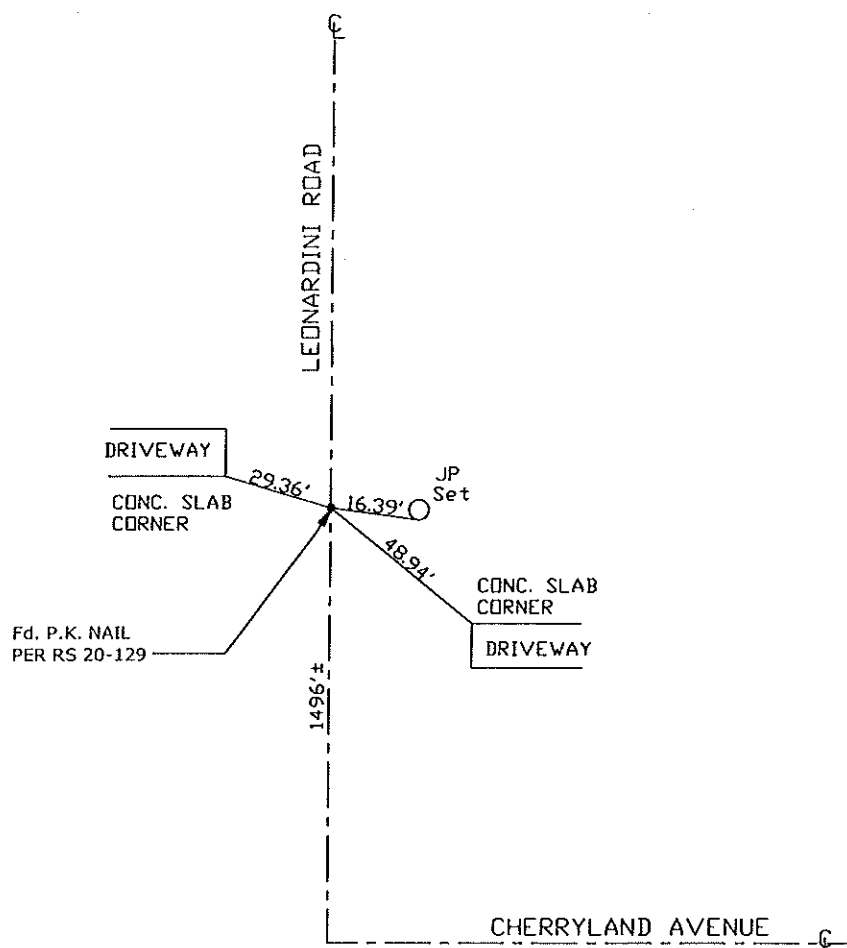 ℄
LEONARDINI ROAD
DRIVEWAY
29.36'
CONC. SLAB
CORNER
JP
Set
16.39'
48.94'
CONC. SLAB
CORNER
DRIVEWAY
Fd. P.K. NAIL
PER RS 20-129
1496'±
CHERRYLAND AVENUE
℄